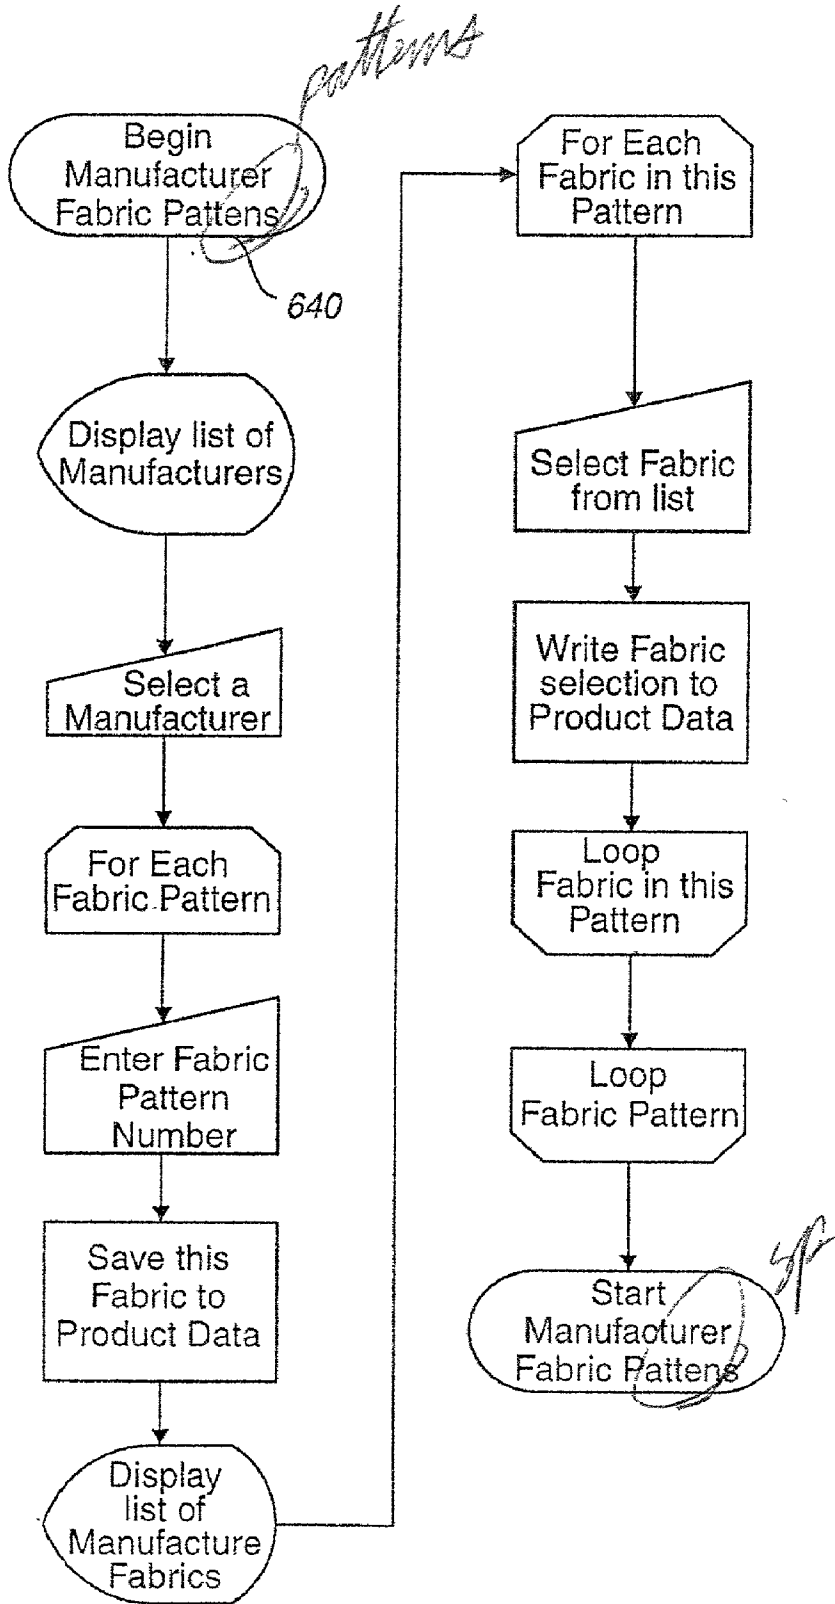 patterns
Begin
Manufacturer
Fabric Pattens
640
Display list of
Manufacturers
Select a
Manufacturer
For Each
Fabric Pattern
Enter Fabric
Pattern
Number
Save this
Fabric to
Product Data
Display
list of
Manufacture
Fabrics
For Each
Fabric in this
Pattern
Select Fabric
from list
Write Fabric
selection to
Product Data
Loop
Fabric in this
Pattern
Loop
Fabric Pattern
sp
Start
Manufacturer
Fabric Pattens